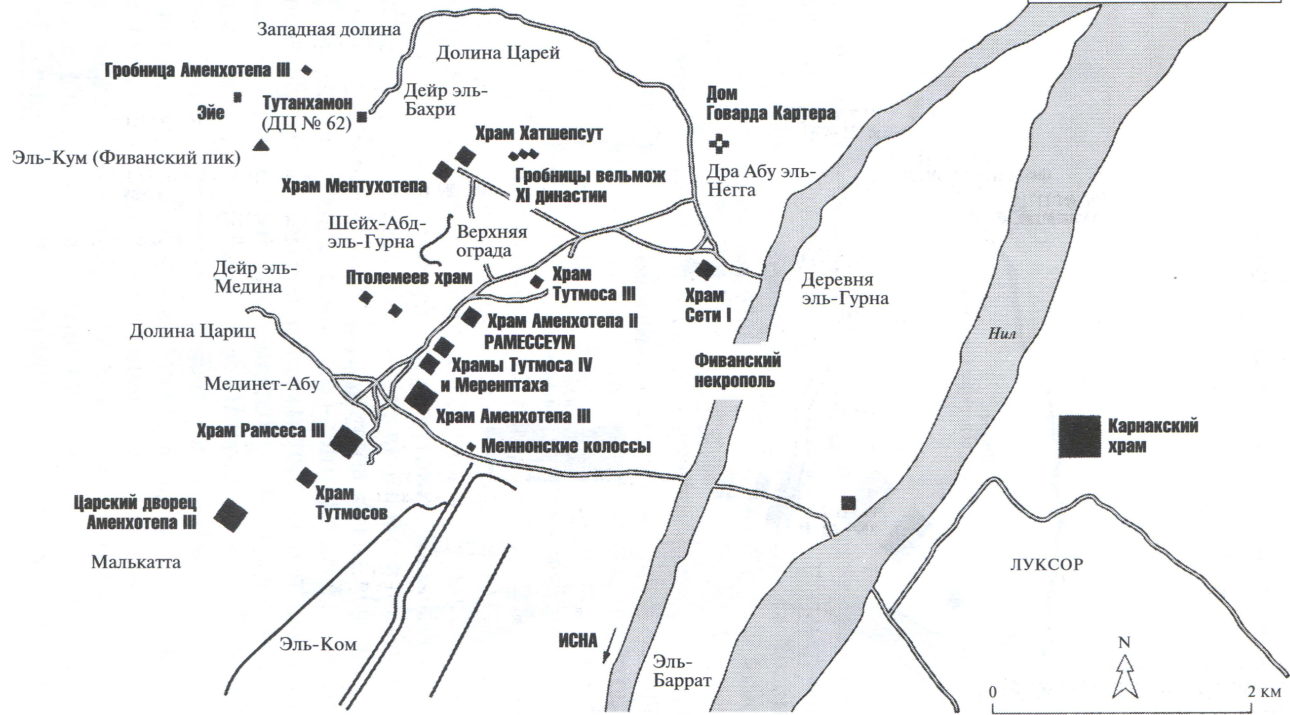 Западная долина
Долина Царей
Гробница Аменхотепа III
Эйе
Тутанхамон
(ДЦ № 62)
Дейр эль-
Бахри
Дом
Говарда Картера
Эль-Кум (Фиванский пик)
Храм Хатшепсут
Храм Ментухотепа
Гробницы вельмож
XI династии
Дра Абу эль-
Негга
Шейх-Абд-
эль-Гурна
Верхняя
ограда
Дейр эль-
Медина
Птолемеев храм
Храм
Тутмоса III
Храм
Сети I
Деревня
эль-Гурна
Долина Цариц
Храм Аменхотепа II
РАМЕССЕУМ
Нил
Храмы Тутмоса IV
и Меренптаха
Фиванский
некрополь
Мединет-Абу
Храм Аменхотепа III
Храм Рамсеса III
Мемнонские колоссы
Карнакский
храм
Храм
Тутмосов
Царский дворец
Аменхотепа III
Малькатта
ЛУКСОР
Эль-Ком
ИСНА
Эль-
Баррат
N
0
2 км